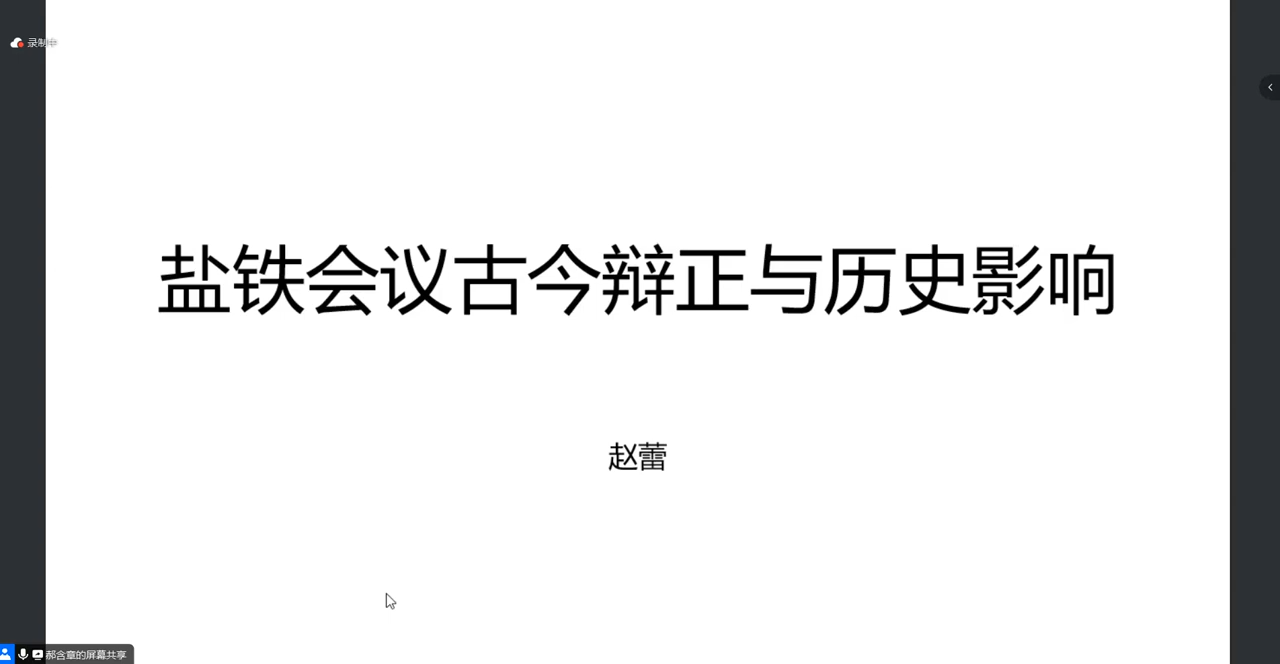 录制中
盐铁会议古今辩正与历史影响
赵蕾
郝含章的屏幕共享